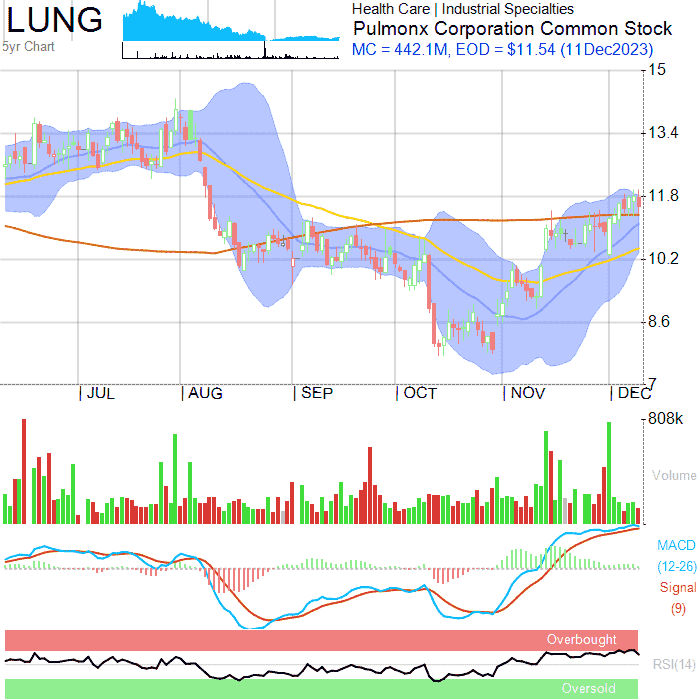 LUNG
5yr Chart
Health Care | Industrial Specialties
Pulmonx Corporation Common Stock
MC = 442.1M, EOD = $11.54 (11Dec2023)
15
13.4
11.8
10.2
8.6
7
JUL AUG SEP OCT NOV DEC
808k
Volume
MACD
(12-26)
Signal
(9)
Overbought
RSI(14)
Oversold